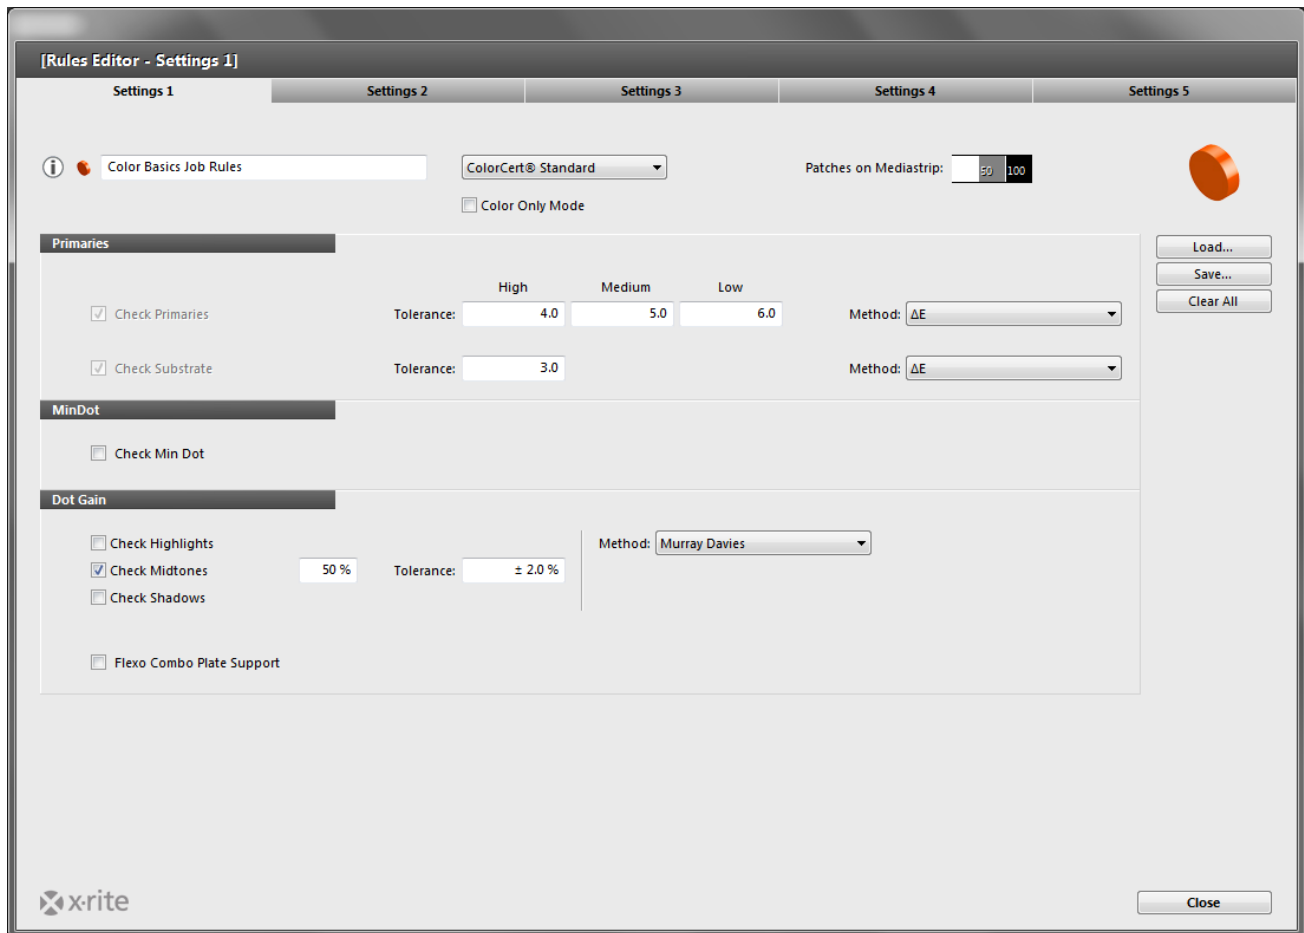 [Rules Editor - Settings 1]
Settings 1 Settings 2 Settings 3 Settings 4 Settings 5
Color Basics Job Rules ColorCert® Standard Patches on Mediastrip: 50 100
Color Only Mode
Primaries
Load...
Save...
Clear All
High Medium Low
Check Primaries Tolerance: 4.0 5.0 6.0 Method: ΔE
Check Substrate Tolerance: 3.0 Method: ΔE
MinDot
Check Min Dot
Dot Gain
Check Highlights Method: Murray Davies
Check Midtones 50 % Tolerance: ± 2.0 %
Check Shadows
Flexo Combo Plate Support
x·rite Close